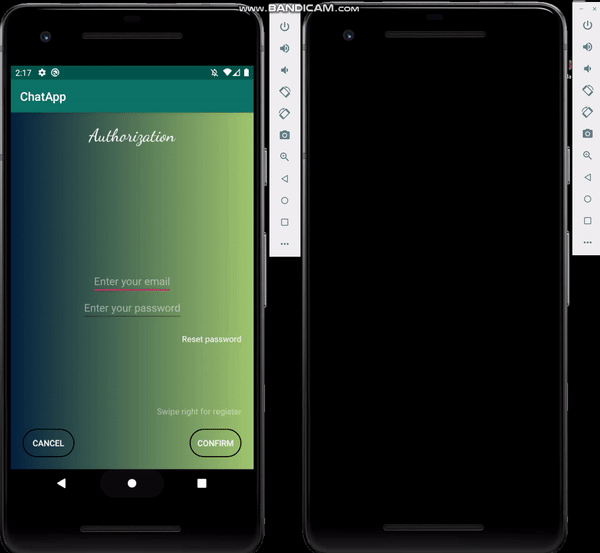 www.BANDICAM.com
2:17
ChatApp
Authorization
Enter your email
Enter your password
Reset password
Swipe right for register
CANCEL
CONFIRM